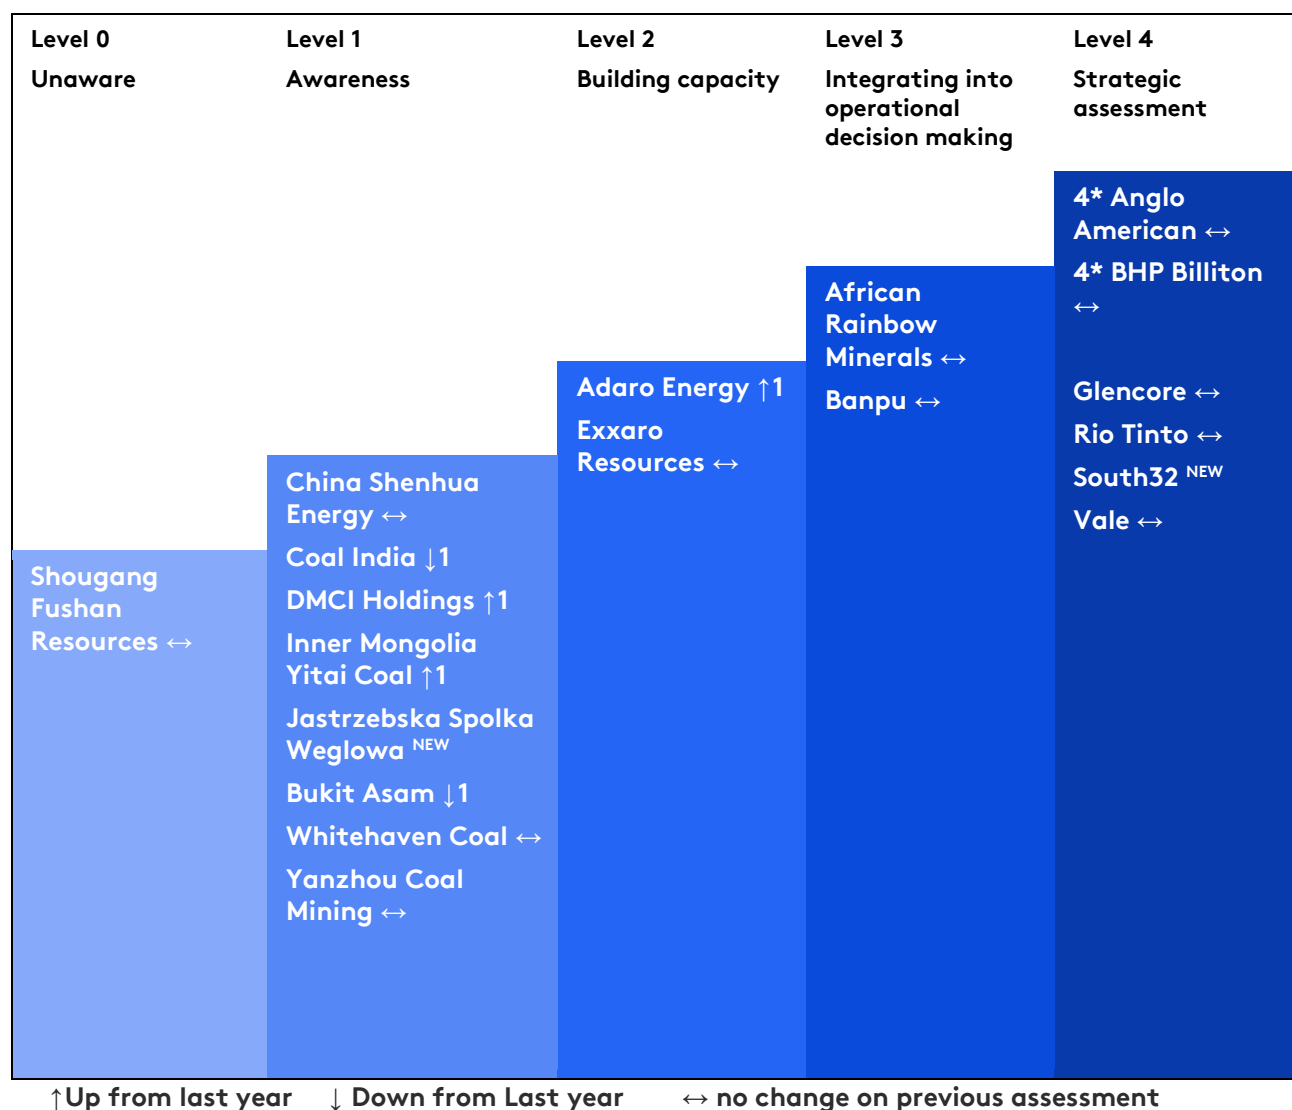 Level 0
Unaware
Level 1
Awareness
Level 2
Building capacity
Level 3
Integrating into
operational
decision making
Level 4
Strategic
assessment
Shougang
Fushan
Resources ↔
China Shenhua
Energy ↔
Coal India ↓1
DMCI Holdings ↑1
Inner Mongolia
Yitai Coal ↑1
Jastrzebska Spolka
Weglowa NEW
Bukit Asam ↓1
Whitehaven Coal ↔
Yanzhou Coal
Mining ↔
Adaro Energy ↑1
Exxaro
Resources ↔
African
Rainbow
Minerals ↔
Banpu ↔
4* Anglo
American ↔
4* BHP Billiton
↔
Glencore ↔
Rio Tinto ↔
South32 NEW
Vale ↔
↑Up from last year ↓ Down from Last year ↔ no change on previous assessment